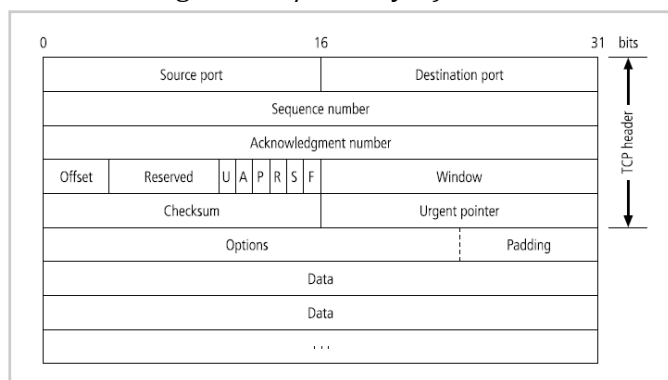 0 16 31 bits
Source port Destination port
Sequence number
Acknowledgment number
Offset Reserved U A P R S F Window
Checksum Urgent pointer
Options Padding
Data
Data
...
TCP header